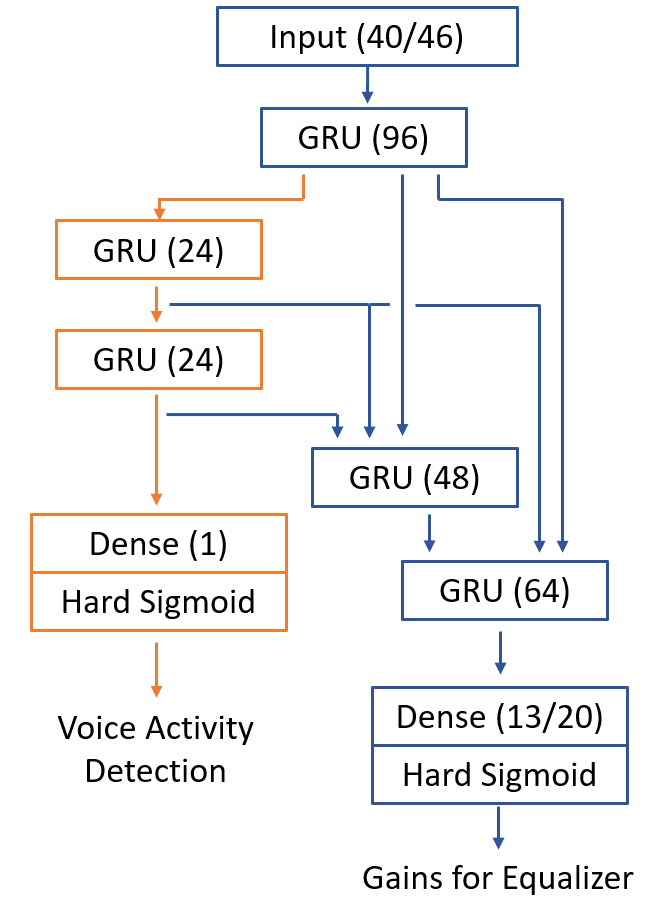 Input (40/46)
GRU (96)
GRU (24)
GRU (24)
GRU (48)
Dense (1)
Hard Sigmoid
GRU (64)
Voice Activity
Detection
Dense (13/20)
Hard Sigmoid
Gains for Equalizer